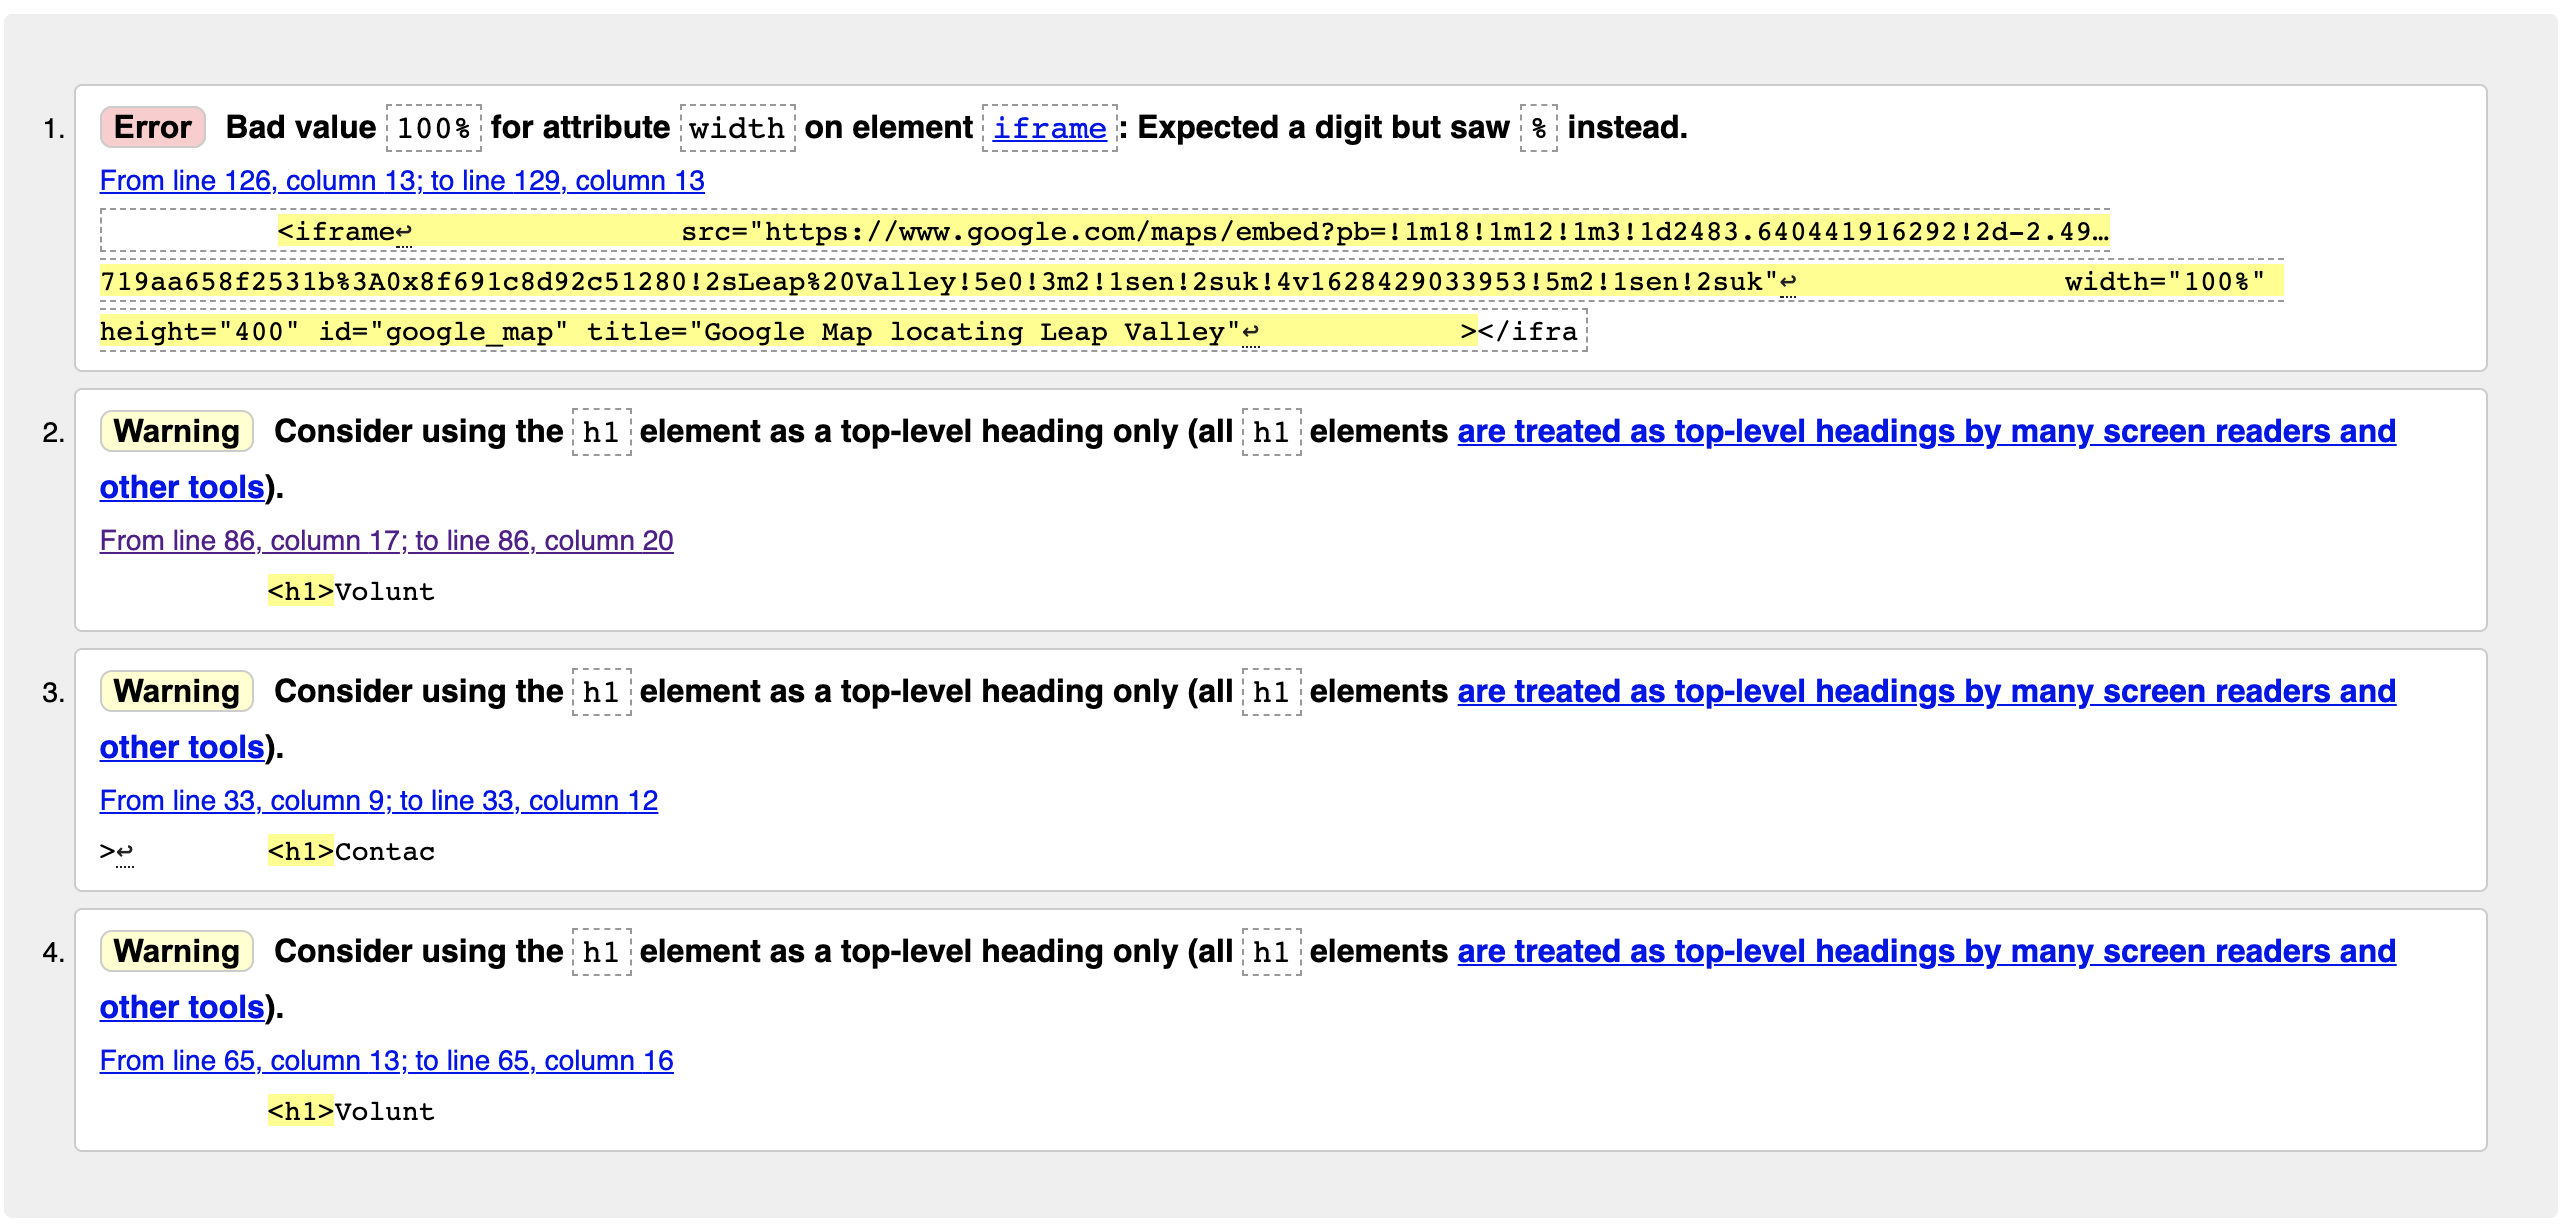 1. Error Bad value 100% for attribute width on element iframe: Expected a digit but saw % instead.
From line 126, column 13; to line 129, column 13
<iframe↩ src="https://www.google.com/maps/embed?pb=!1m18!1m12!1m3!1d2483.640441916292!2d-2.49…
719aa658f2531b%3A0x8f691c8d92c51280!2sLeap%20Valley!5e0!3m2!1sen!2suk!4v1628429033953!5m2!1sen!2suk"↩ width="100%"
height="400" id="google_map" title="Google Map locating Leap Valley"↩ ></ifra
2. Warning Consider using the h1 element as a top-level heading only (all h1 elements are treated as top-level headings by many screen readers and
other tools).
From line 86, column 17; to line 86, column 20
<h1>Volunt
3. Warning Consider using the h1 element as a top-level heading only (all h1 elements are treated as top-level headings by many screen readers and
other tools).
From line 33, column 9; to line 33, column 12
>↩ <h1>Contac
4. Warning Consider using the h1 element as a top-level heading only (all h1 elements are treated as top-level headings by many screen readers and
other tools).
From line 65, column 13; to line 65, column 16
<h1>Volunt